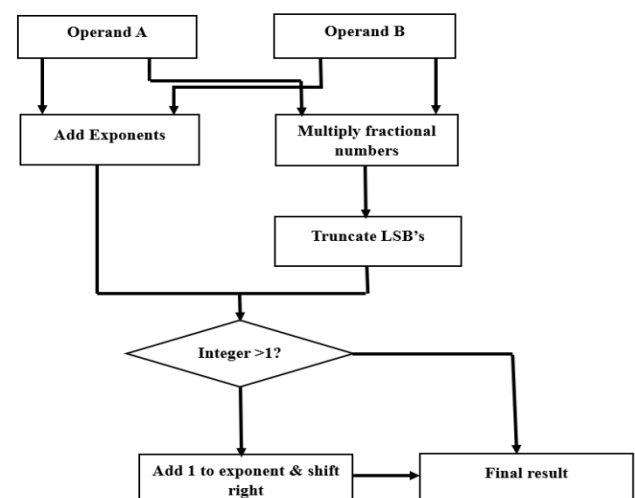 Operand A
Operand B
Add Exponents
Multiply fractional
numbers
Truncate LSB's
Integer >1?
Add 1 to exponent & shift
right
Final result